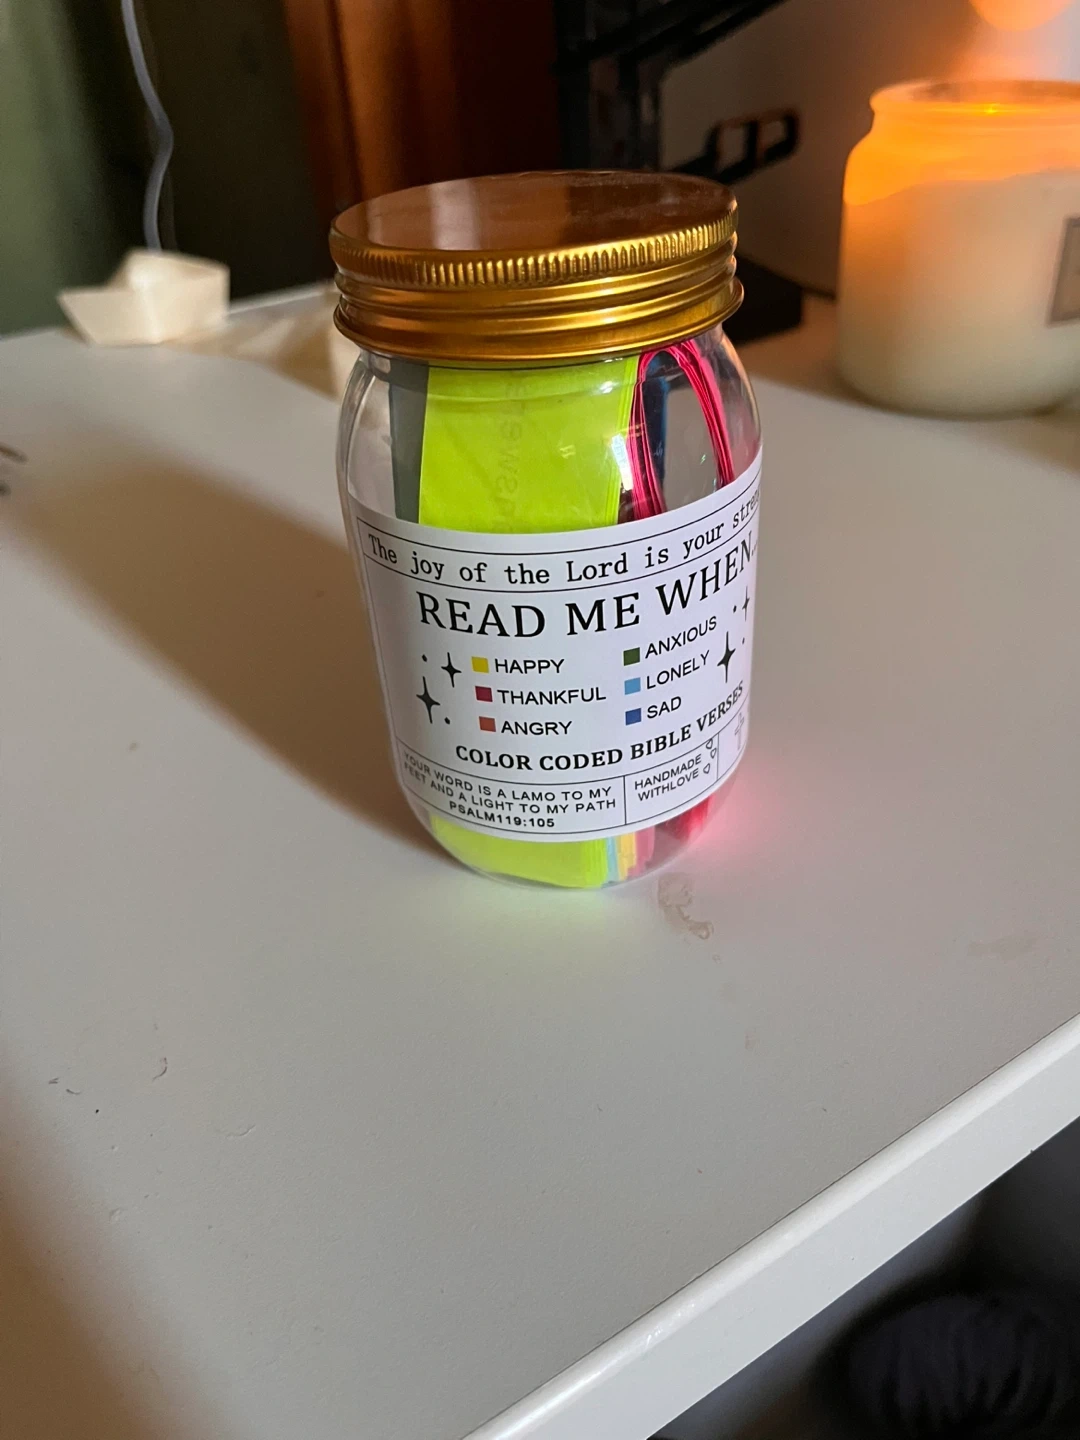 The joy of the Lord is your
READ ME WHEN...
HAPPY
THANKFUL
ANGRY
ANXIOUS
LONELY
SAD
COLOR CODED BIBLE VERSES
YOUR WORD IS A LAMO TO MY
FEET AND A LIGHT TO MY PATH
PSALM119:105
HANDMADE
WITHLOVE